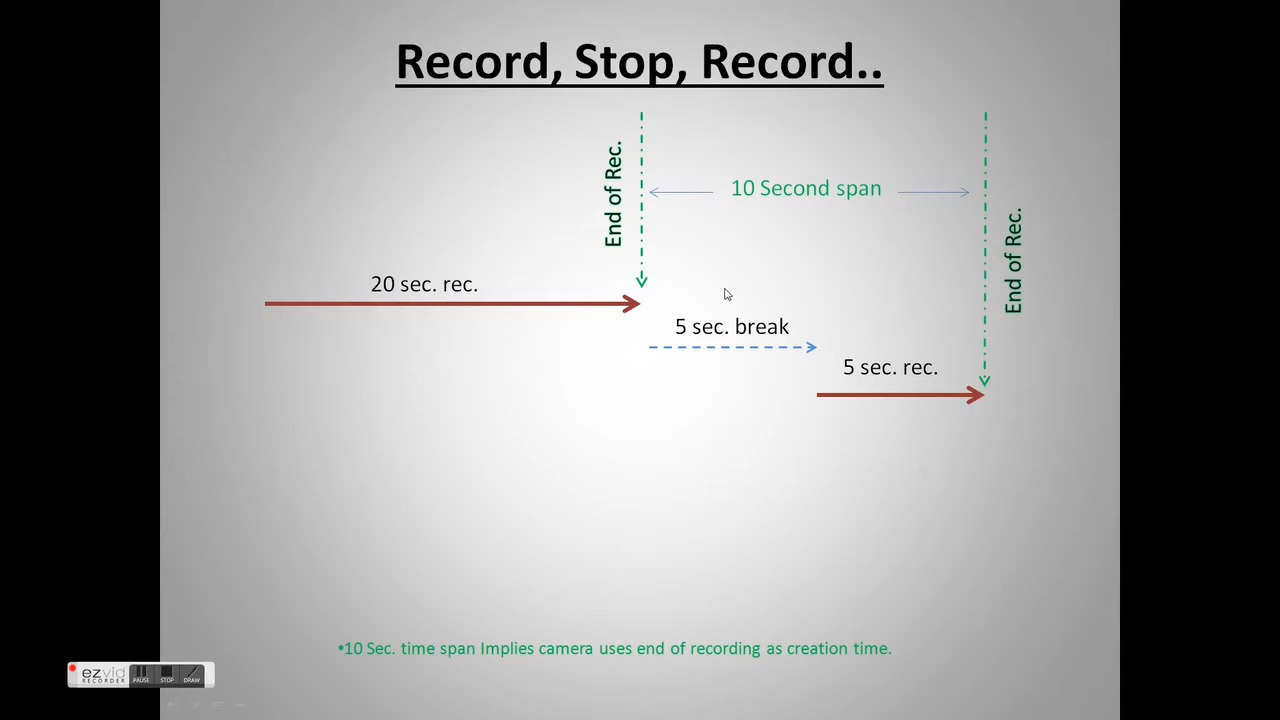 Record, Stop, Record..
End of Rec.
10 Second span
End of Rec.
20 sec. rec.
5 sec. break
5 sec. rec.
•10 Sec. time span Implies camera uses end of recording as creation time.
ezvid
RECORDER
PAUSE
STOP
DRAW